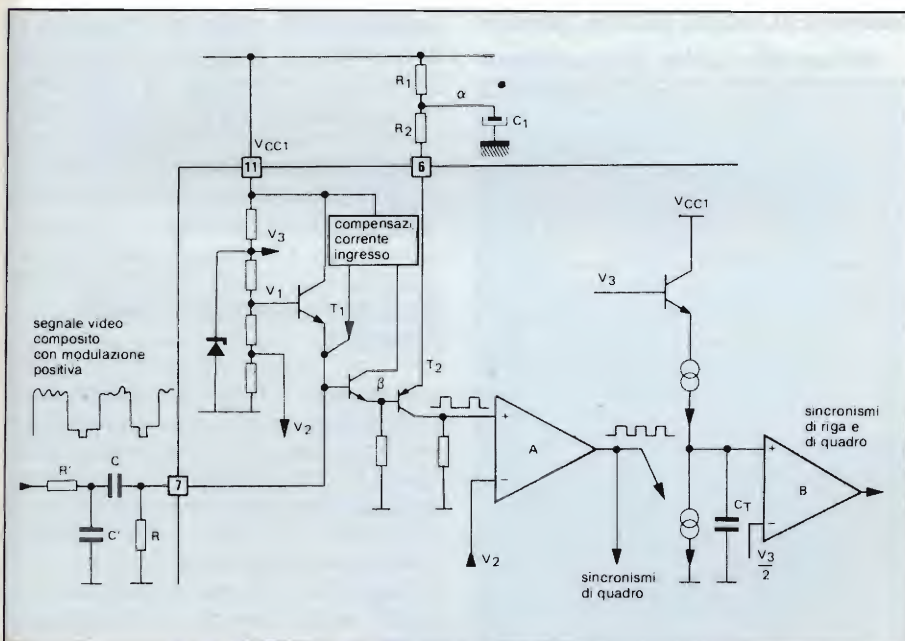 R1
α
C1
R2
VCC1
11
6
VCC1
V3
compensazi.
corrente
ingresso
V3
V1
T1
segnale video
composito
con modulazione
positiva
T2
β
V2
sincronismi
di riga e
di quadro
+
A
+
B
R'
C
7
CT
−
−
C'
R
V2
V3
2
sincronismi
di quadro